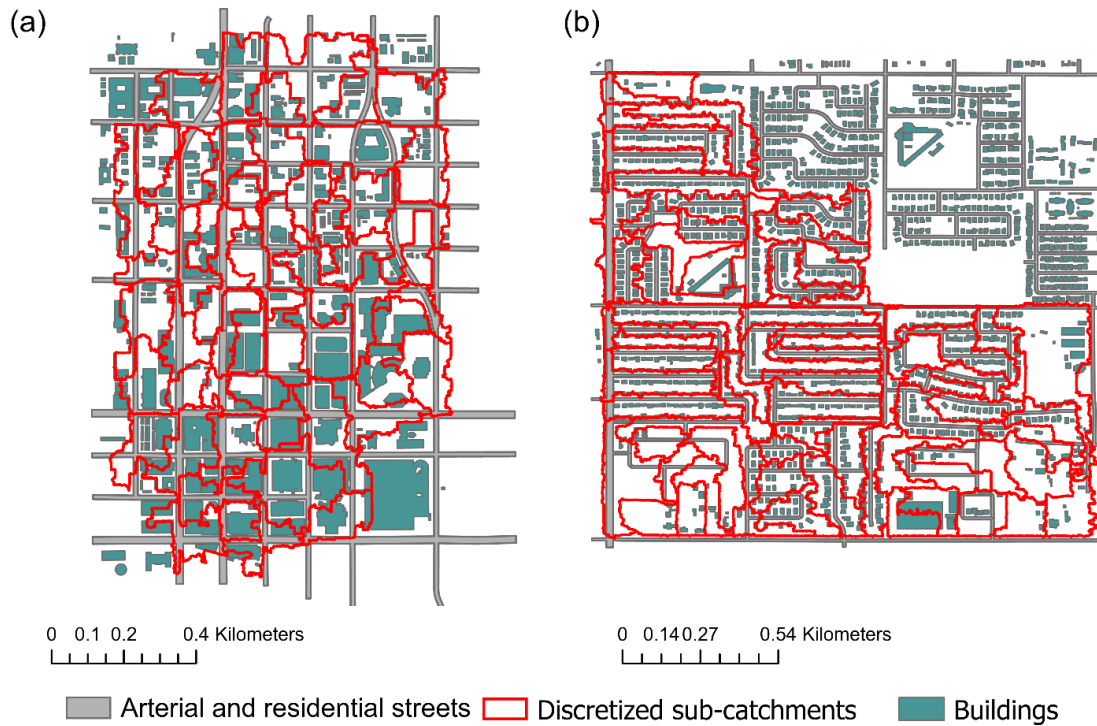 (a)
(b)
0 0.1 0.2 0.4 Kilometers
0 0.14 0.27 0.54 Kilometers
Arterial and residential streets Discretized sub-catchments Buildings